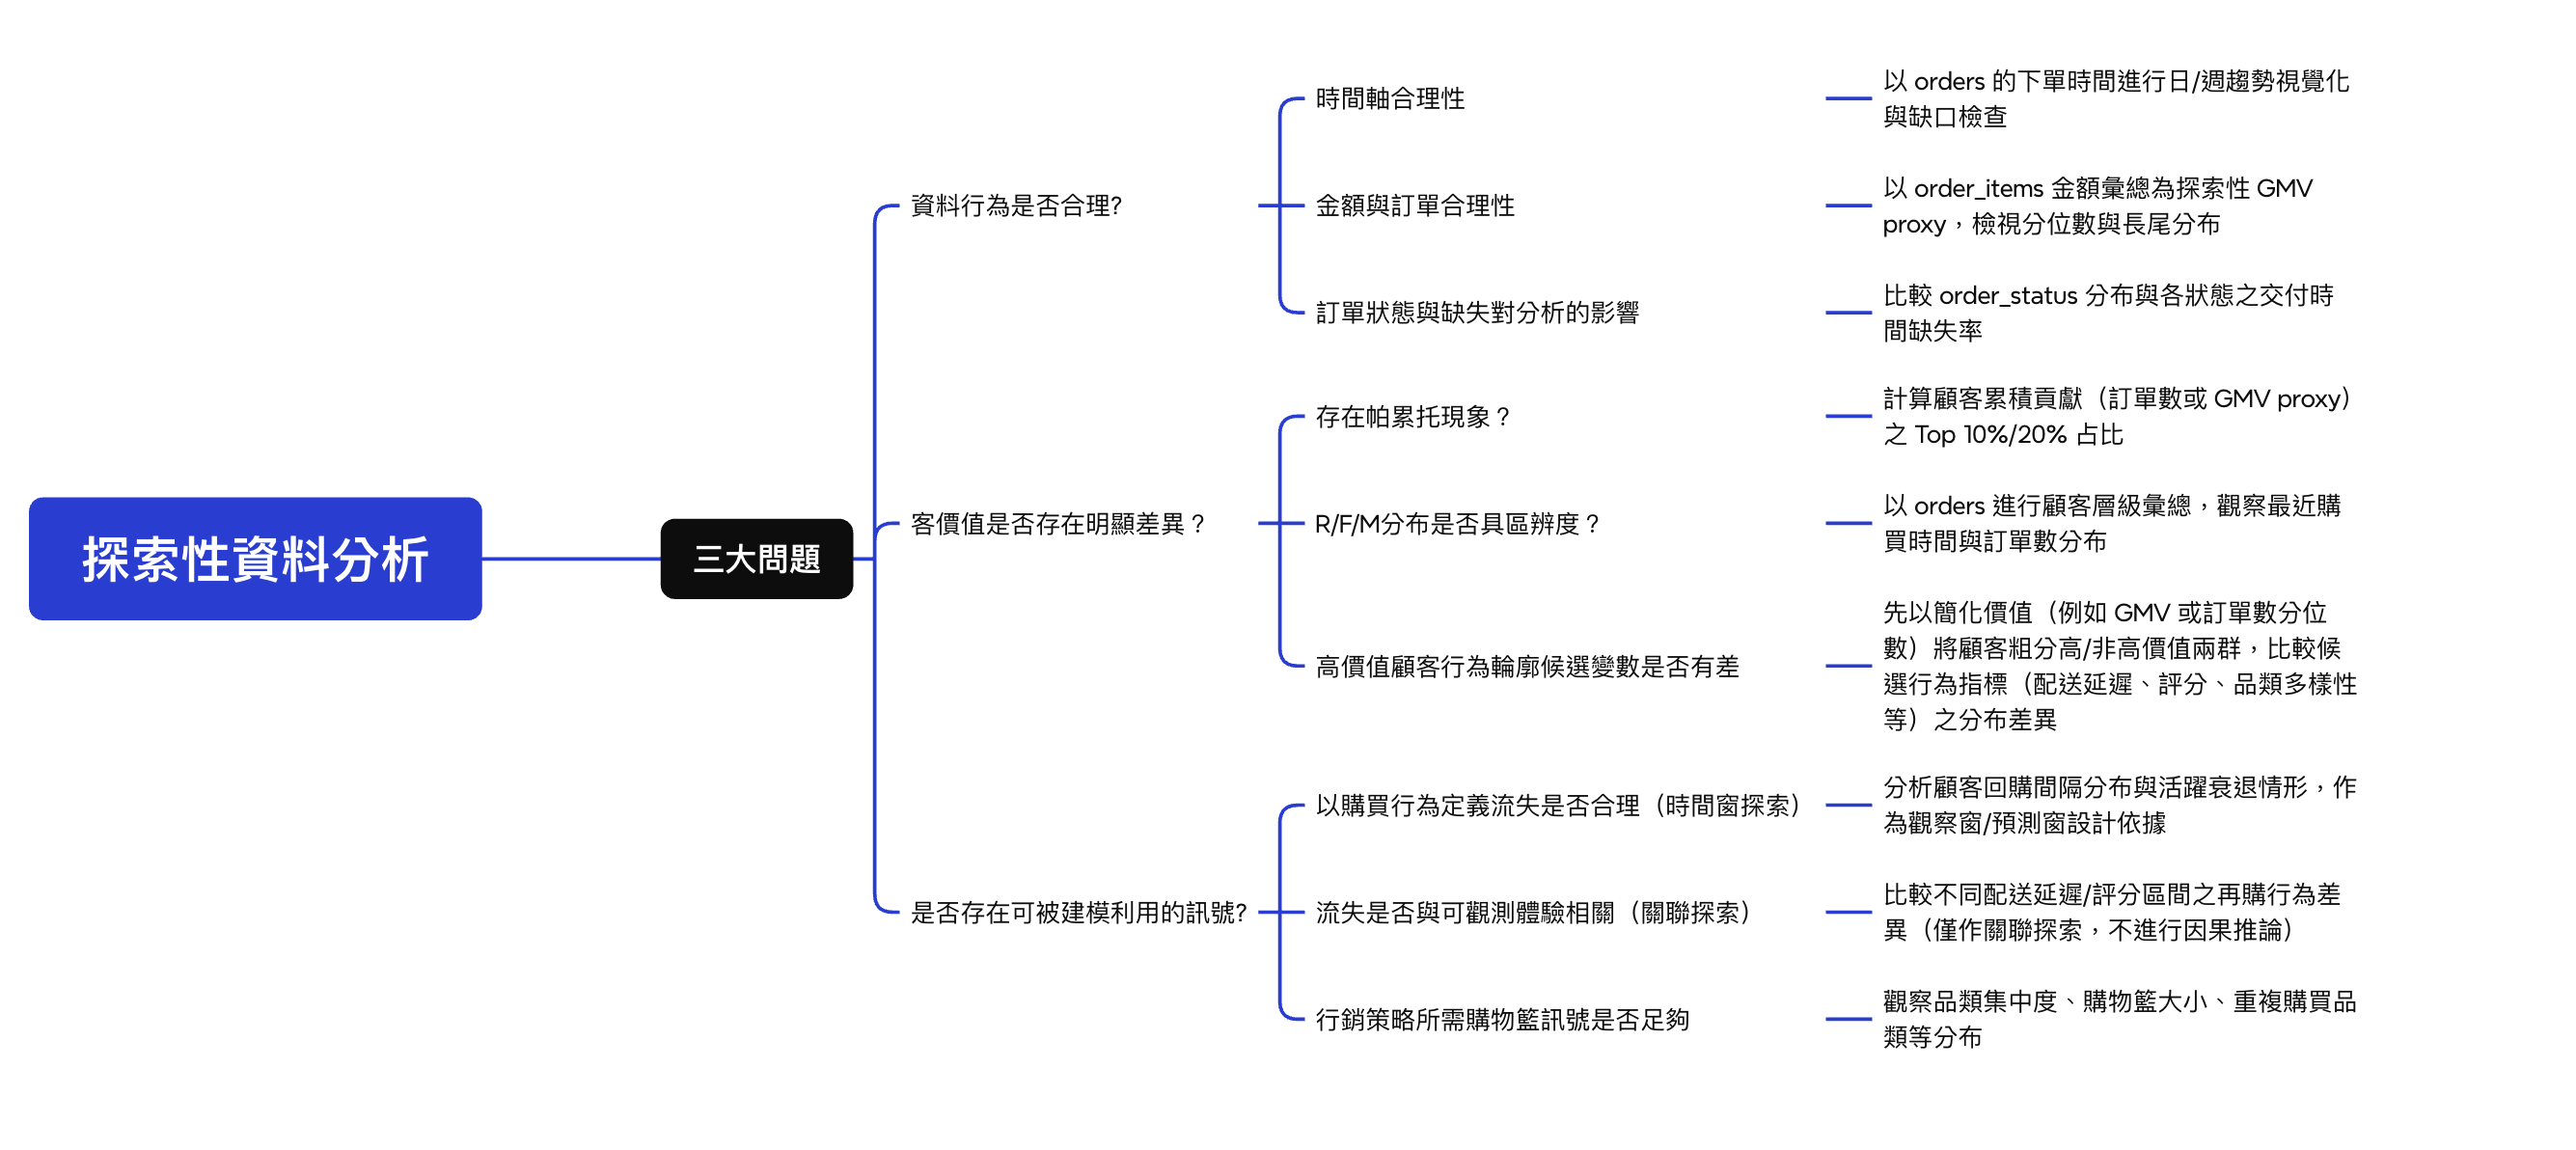 探索性資料分析
三大問題
資料行為是否合理?
時間軸合理性
以 orders 的下單時間進行日/週趨勢視覺化
與缺口檢查
金額與訂單合理性
以 order_items 金額彙總為探索性 GMV
proxy，檢視分位數與長尾分布
訂單狀態與缺失對分析的影響
比較 order_status 分布與各狀態之交付時
間缺失率
客價值是否存在明顯差異？
存在帕累托現象？
計算顧客累積貢獻（訂單數或 GMV proxy）
之 Top 10%/20% 占比
R/F/M分布是否具區辨度？
以 orders 進行顧客層級彙總，觀察最近購
買時間與訂單數分布
高價值顧客行為輪廓候選變數是否有差
先以簡化價值（例如 GMV 或訂單數分位
數）將顧客粗分高/非高價值兩群，比較候
選行為指標（配送延遲、評分、品類多樣性
等）之分布差異
是否存在可被建模利用的訊號?
以購買行為定義流失是否合理（時間窗探索）
分析顧客回購間隔分布與活躍衰退情形，作
為觀察窗/預測窗設計依據
流失是否與可觀測體驗相關（關聯探索）
比較不同配送延遲/評分區間之再購行為差
異（僅作關聯探索，不進行因果推論）
行銷策略所需購物籃訊號是否足夠
觀察品類集中度、購物籃大小、重複購買品
類等分布